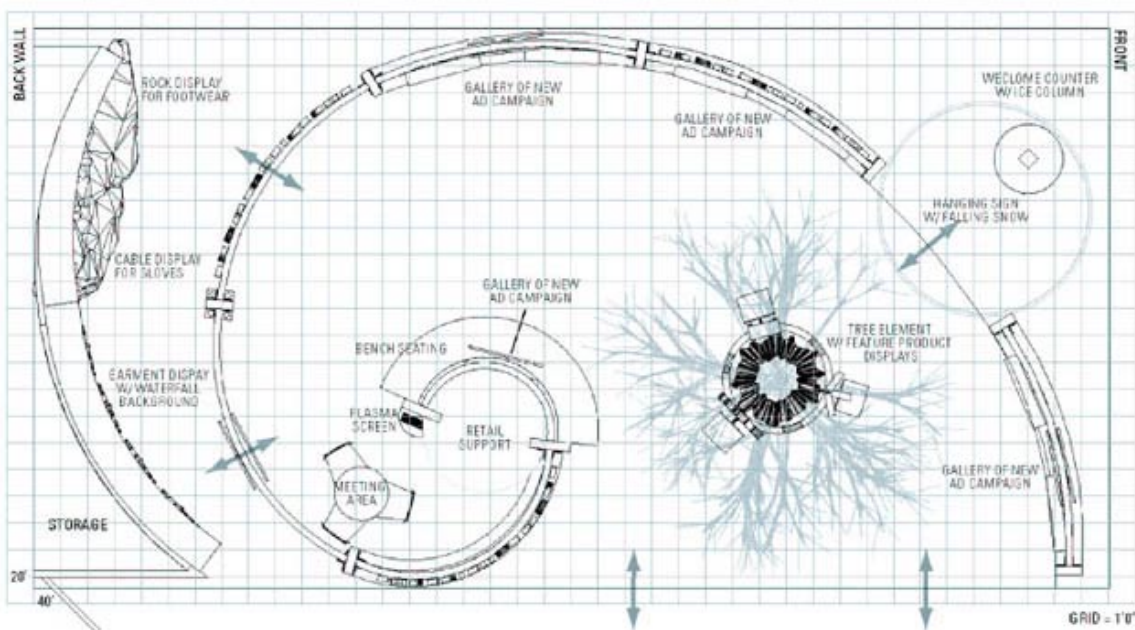 BACK WALL
ROCK DISPLAY
FOR FOOTWEAR
GALLERY OF NEW
AD CAMPAIGN
GALLERY OF NEW
AD CAMPAIGN
WECLOME COUNTER
W/ ICE COLUMN
FRONT
HANGING SIGN
W/ FALLING SNOW
CABLE DISPLAY
FOR GLOVES
GALLERY OF NEW
AD CAMPAIGN
BENCH SEATING
TREE ELEMENT
W/ FEATURE PRODUCT
DISPLAYS
GARMENT DISPAY
W/ WATERFALL
BACKGROUND
PLASMA
SCREEN
RETAIL
SUPPORT
MEETING
AREA
GALLERY OF NEW
AD CAMPAIGN
STORAGE
20'
40'
GRID = 1'0"